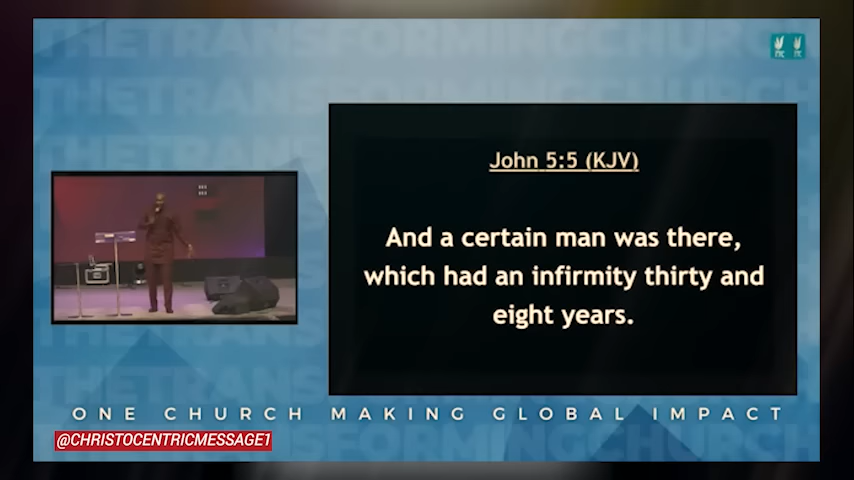 THETRANSFORMINGCHURCH
John 5:5 (KJV)
And a certain man was there,
which had an infirmity thirty and
eight years.
ONE CHURCH MAKING GLOBAL IMPACT
@CHRISTOCENTRICMESSAGE1